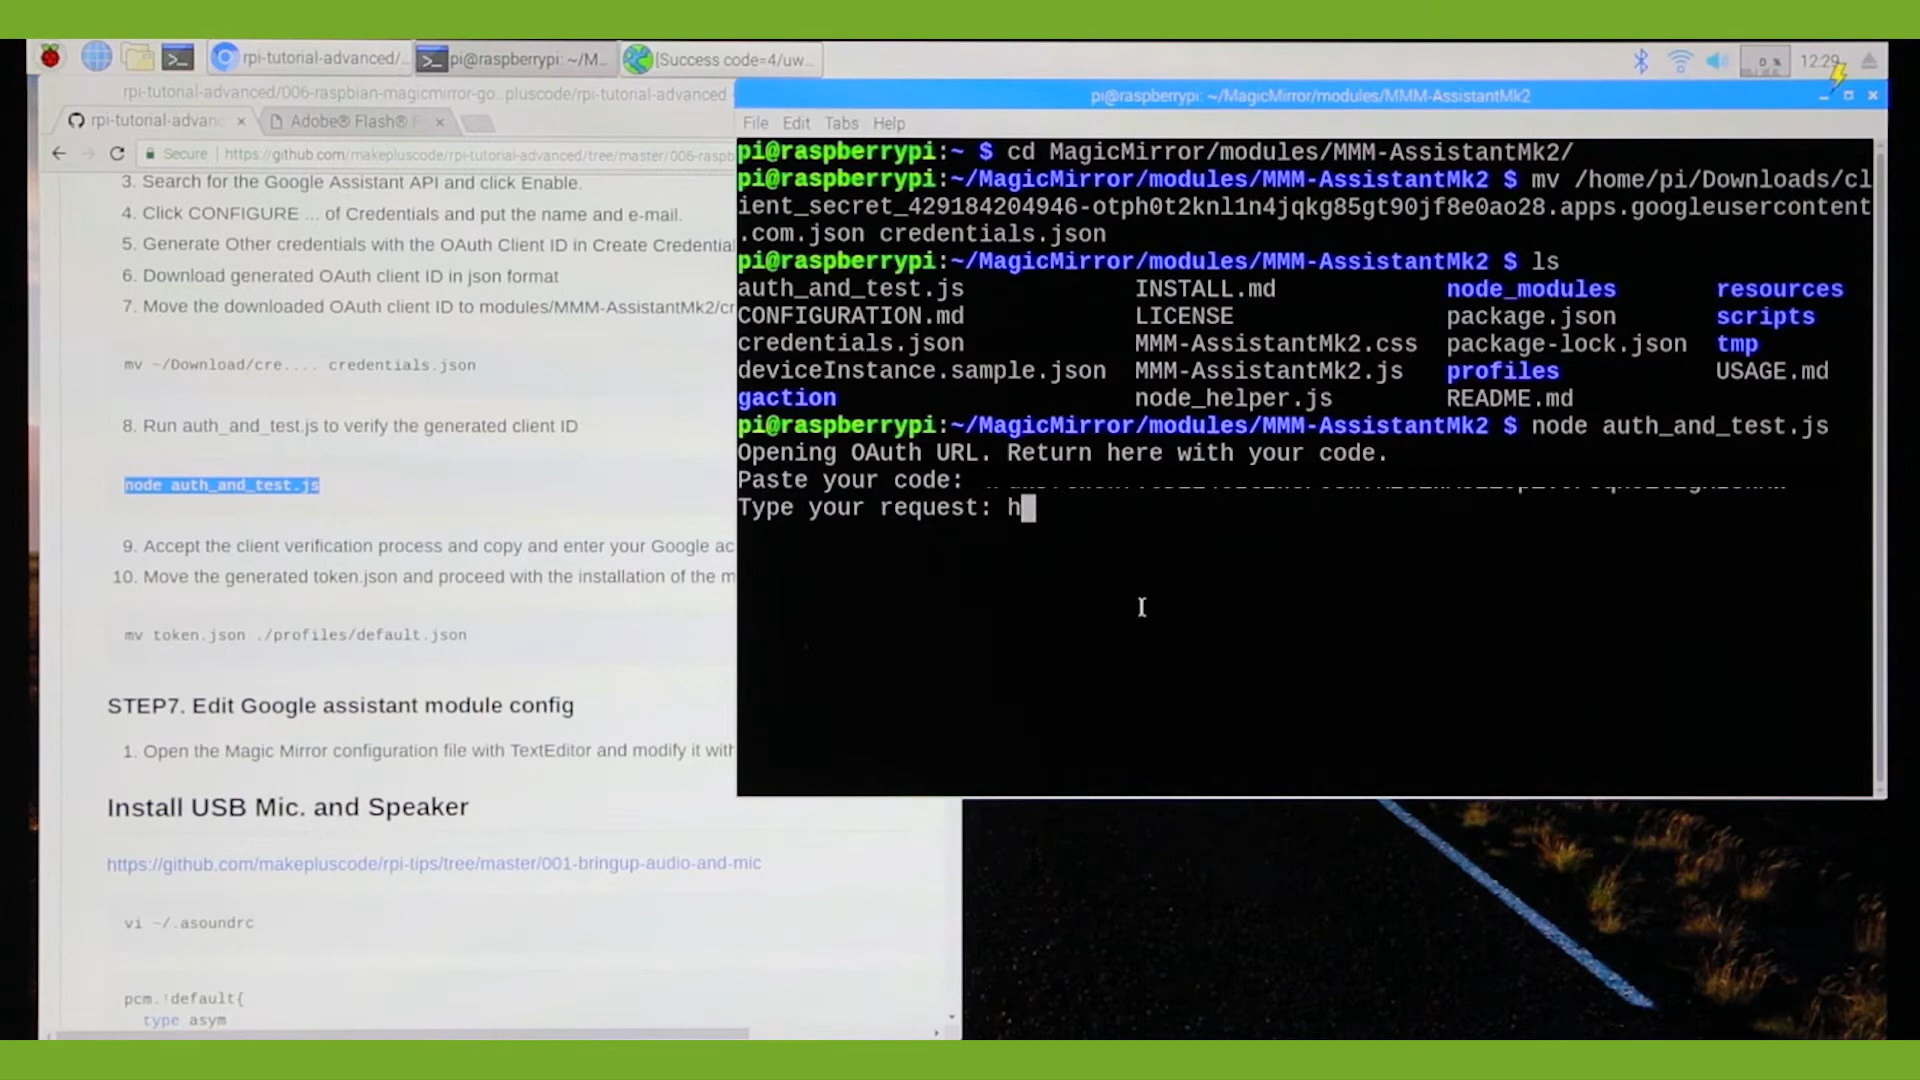 rpi-tutorial-advanced/...
pi@raspberrypi: ~/M...
[Success code=4/uw...
0 %
12:29
rpi-tutorial-advanced/006-raspbian-magicmirror-go...pluscode/rpi-tutorial-advanced
rpi-tutorial-advan
Adobe® Flash®
Secure
https://github.com/makepluscode/rpi-tutorial-advanced/tree/master/006-raspb
3. Search for the Google Assistant API and click Enable.
4. Click CONFIGURE ... of Credentials and put the name and e-mail.
5. Generate Other credentials with the OAuth Client ID in Create Credentia
6. Download generated OAuth client ID in json format
7. Move the downloaded OAuth client ID to modules/MMM-AssistantMk2/cr
mv ~/Download/cre.... credentials.json
8. Run auth_and_test.js to verify the generated client ID
node auth_and_test.js
9. Accept the client verification process and copy and enter your Google ac
10. Move the generated token.json and proceed with the installation of the m
mv token.json ./profiles/default.json
STEP7. Edit Google assistant module config
1. Open the Magic Mirror configuration file with TextEditor and modify it with
Install USB Mic. and Speaker
https://github.com/makepluscode/rpi-tips/tree/master/001-bringup-audio-and-mic
vi ~/.asoundrc
pcm.!default{
type asym
pi@raspberrypi: ~/MagicMirror/modules/MMM-AssistantMk2
File Edit Tabs Help
pi@raspberrypi:~ $ cd MagicMirror/modules/MMM-AssistantMk2/
pi@raspberrypi:~/MagicMirror/modules/MMM-AssistantMk2 $ mv /home/pi/Downloads/cl
ient_secret_429184204946-otph0t2knl1n4jqkg85gt90jf8e0ao28.apps.googleusercontent
.com.json credentials.json
pi@raspberrypi:~/MagicMirror/modules/MMM-AssistantMk2 $ ls
auth_and_test.js INSTALL.md node_modules resources
CONFIGURATION.md LICENSE package.json scripts
credentials.json MMM-AssistantMk2.css package-lock.json tmp
deviceInstance.sample.json MMM-AssistantMk2.js profiles USAGE.md
gaction node_helper.js README.md
pi@raspberrypi:~/MagicMirror/modules/MMM-AssistantMk2 $ node auth_and_test.js
Opening OAuth URL. Return here with your code.
Paste your code:
Type your request: h